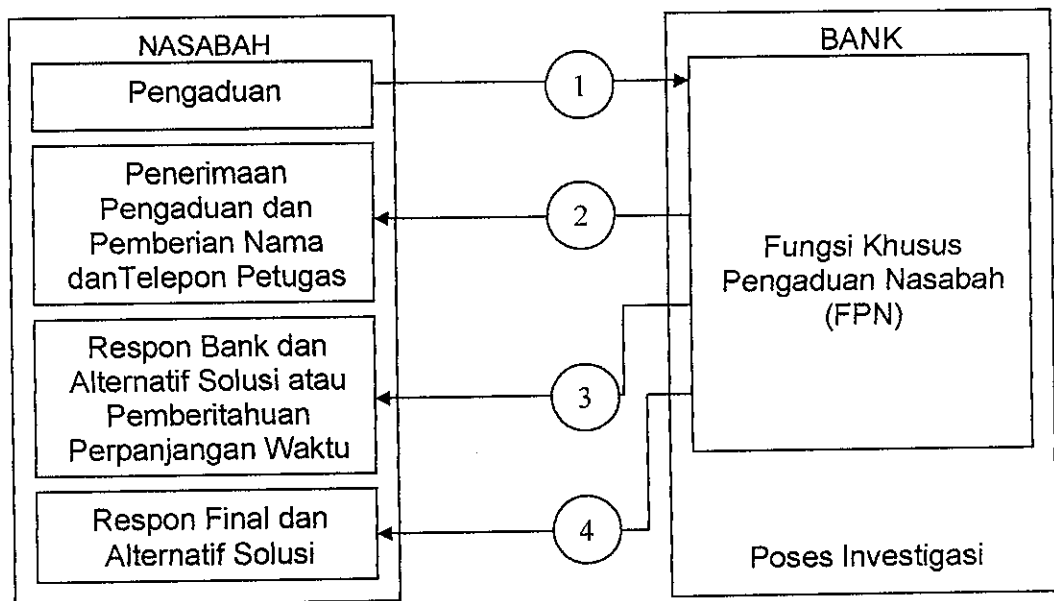 NASABAH
Pengaduan
Penerimaan
Pengaduan dan
Pemberian Nama
danTelepon Petugas
Respon Bank dan
Alternatif Solusi atau
Pemberitahuan
Perpanjangan Waktu
Respon Final dan
Alternatif Solusi
1
2
3
4
BANK
Fungsi Khusus
Pengaduan Nasabah
(FPN)
Poses Investigasi